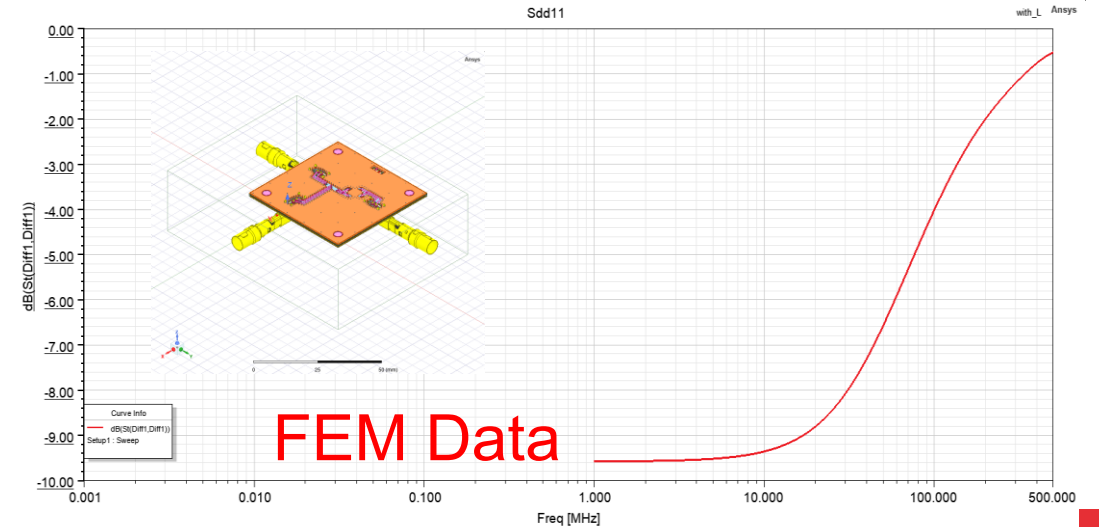 Sdd11
with_L Ansys
0.00
-1.00
-2.00
-3.00
-4.00
-5.00
-6.00
-7.00
-8.00
-9.00
-10.00
dB(St(Diff1,Diff1))
Ansys
Z
0 25 50 (mm)
Curve Info
dB(St(Diff1,Diff1))
Setup1 : Sweep
FEM Data
0.001 0.010 0.100 1.000 10.000 100.000 500.000
Freq [MHz]